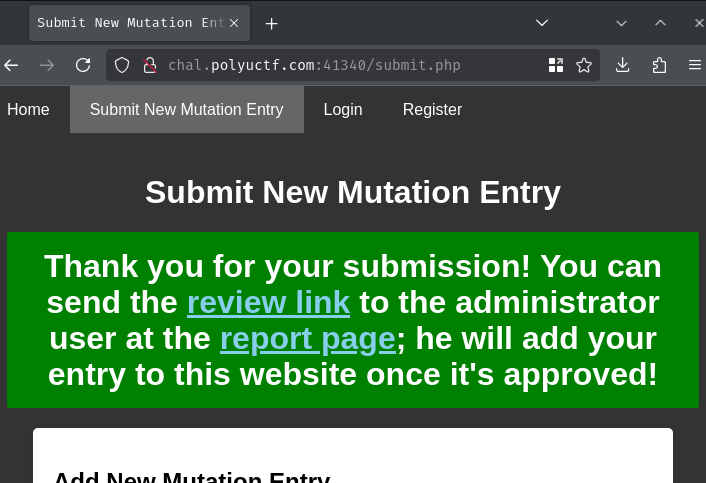 Submit New Mutation Ent
chal.polyuctf.com:41340/submit.php
Home Submit New Mutation Entry Login Register
Submit New Mutation Entry
Thank you for your submission! You can
send the review link to the administrator
user at the report page; he will add your
entry to this website once it's approved!
Add New Mutation Entry